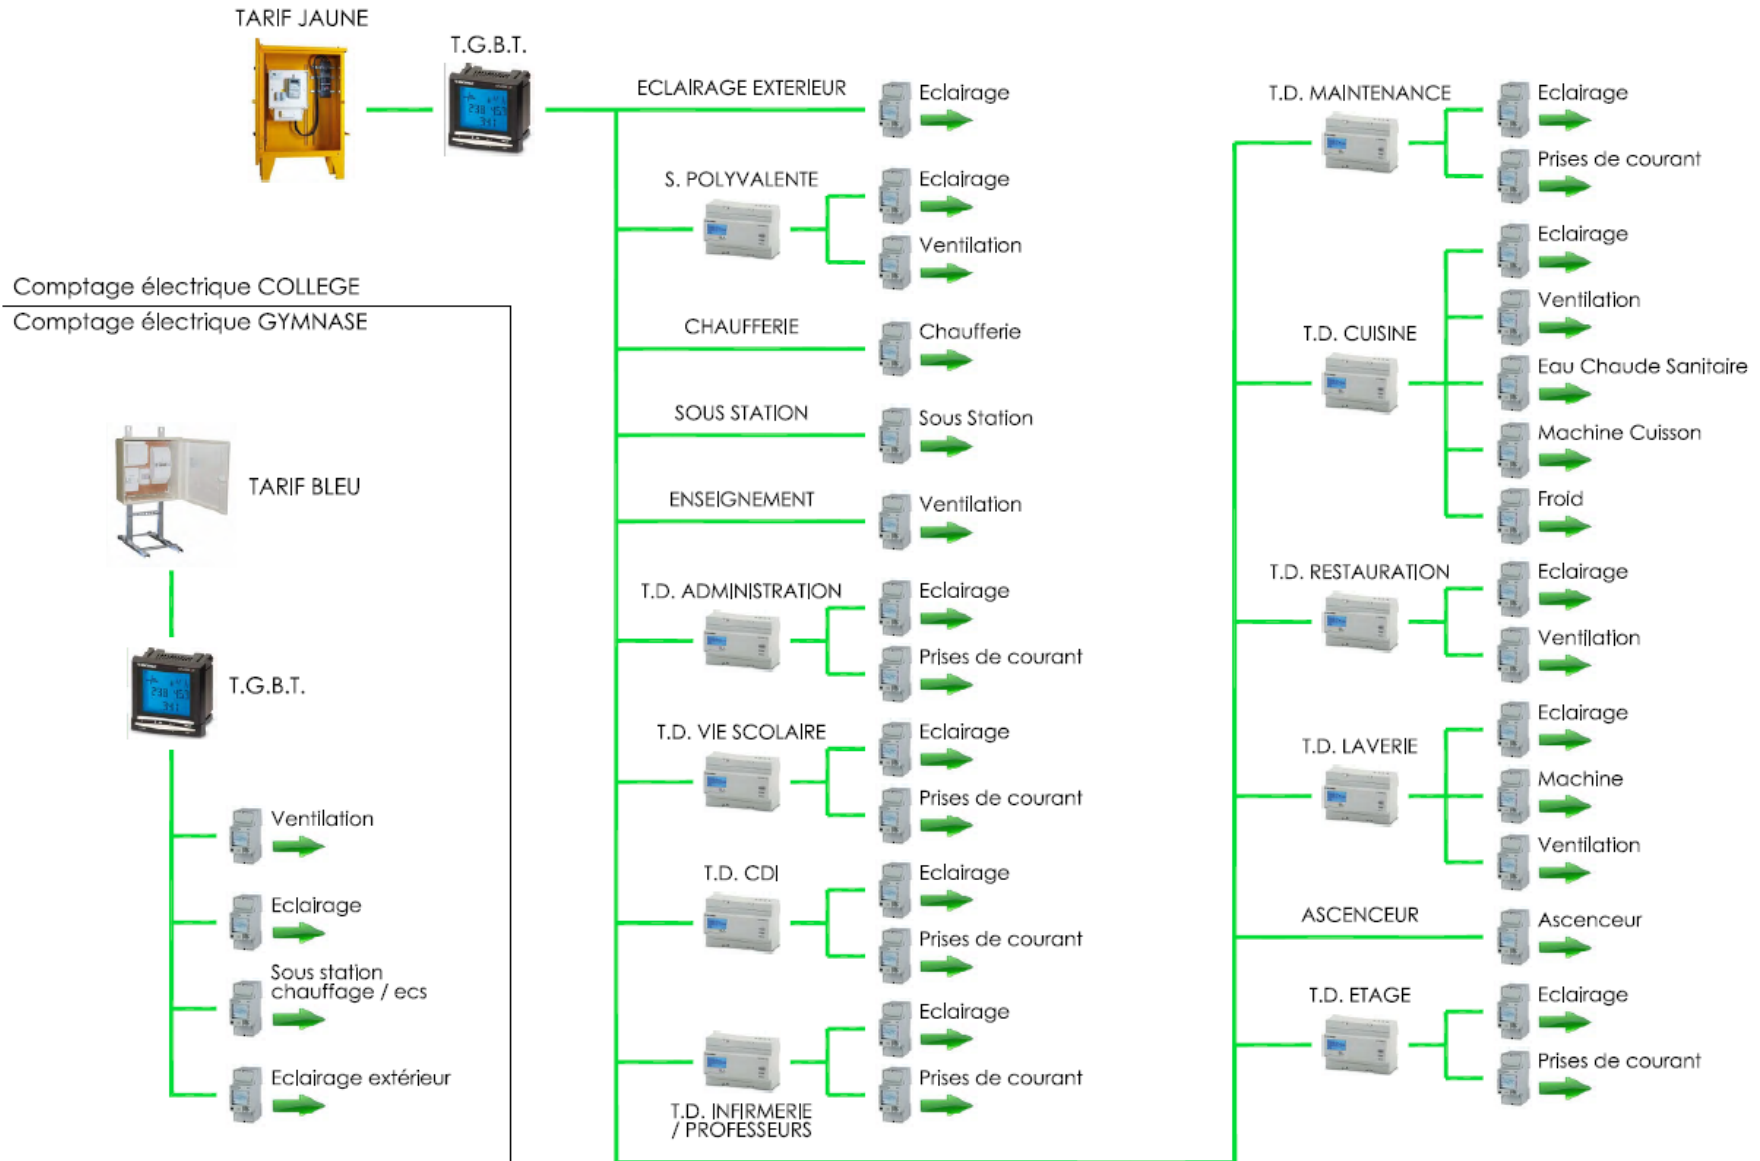 TARIF JAUNE
T.G.B.T.
Comptage électrique COLLEGE
Comptage électrique GYMNASE
TARIF BLEU
T.G.B.T.
Ventilation
Eclairage
Sous station
chauffage / ecs
Eclairage extérieur
ECLAIRAGE EXTERIEUR
Eclairage
S. POLYVALENTE
Eclairage
Ventilation
CHAUFFERIE
Chaufferie
SOUS STATION
Sous Station
ENSEIGNEMENT
Ventilation
T.D. ADMINISTRATION
Eclairage
Prises de courant
T.D. VIE SCOLAIRE
Eclairage
Prises de courant
T.D. CDI
Eclairage
Prises de courant
T.D. INFIRMERIE
/ PROFESSEURS
Eclairage
Prises de courant
T.D. MAINTENANCE
Eclairage
Prises de courant
T.D. CUISINE
Eclairage
Ventilation
Eau Chaude Sanitaire
Machine Cuisson
Froid
T.D. RESTAURATION
Eclairage
Ventilation
T.D. LAVERIE
Eclairage
Machine
Ventilation
ASCENCEUR
Ascenceur
T.D. ETAGE
Eclairage
Prises de courant